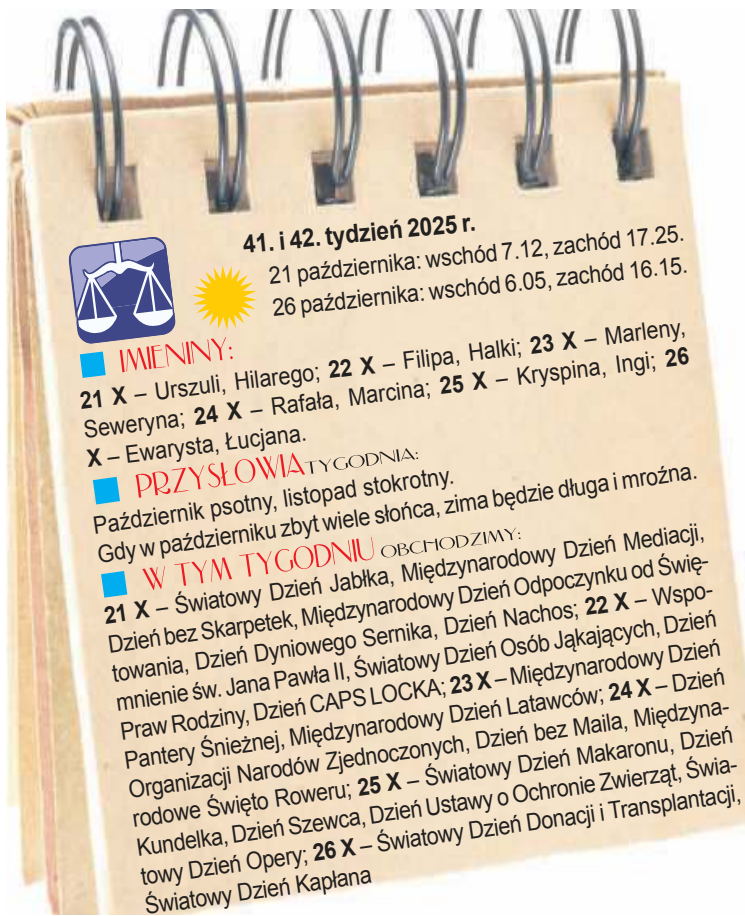 41. i 42. tydzień 2025 r.
21 października: wschód 7.12, zachód 17.25.
26 października: wschód 6.05, zachód 16.15.
IMIENINY:
21 X – Urszuli, Hilarego; 22 X – Filipa, Halki; 23 X – Marleny,
Seweryna; 24 X – Rafała, Marcina; 25 X – Kryspina, Ingi; 26
X – Ewarysta, Łucjana.
PRZYSŁOWIA TYGODNIA:
Październik psotny, listopad stokrotny.
Gdy w październiku zbyt wiele słońca, zima będzie długa i mroźna.
W TYM TYGODNIU OBCHODZIMY:
21 X – Światowy Dzień Jabłka, Międzynarodowy Dzień Mediacji,
Dzień bez Skarpetek, Międzynarodowy Dzień Odpoczynku od Świę-
towania, Dzień Dyniowego Sernika, Dzień Nachos; 22 X – Wspo-
mnienie św. Jana Pawła II, Światowy Dzień Osób Jąkających, Dzień
Praw Rodziny, Dzień CAPS LOCKA; 23 X – Międzynarodowy Dzień
Pantery Śnieżnej, Międzynarodowy Dzień Latawców; 24 X – Dzień
Organizacji Narodów Zjednoczonych, Dzień bez Maila, Międzyna-
rodowe Święto Roweru; 25 X – Światowy Dzień Makaronu, Dzień
Kundelka, Dzień Szewca, Dzień Ustawy o Ochronie Zwierząt, Świa-
towy Dzień Opery; 26 X – Światowy Dzień Donacji i Transplantacji,
Światowy Dzień Kapłana